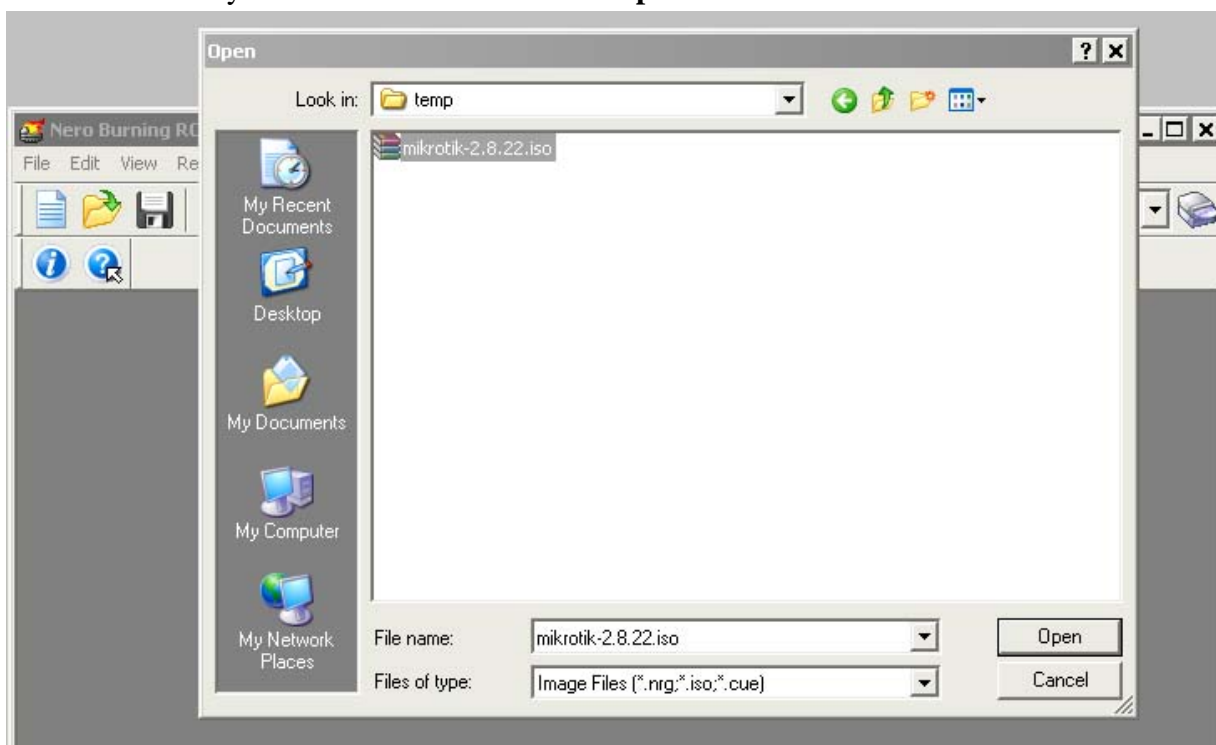 Open
Look in:
temp
Nero Burning RO
File Edit View Re
mikrotik-2.8.22.iso
My Recent
Documents
Desktop
My Documents
My Computer
My Network
Places
File name:
mikrotik-2.8.22.iso
Open
Files of type:
Image Files (*.nrg;*.iso;*.cue)
Cancel